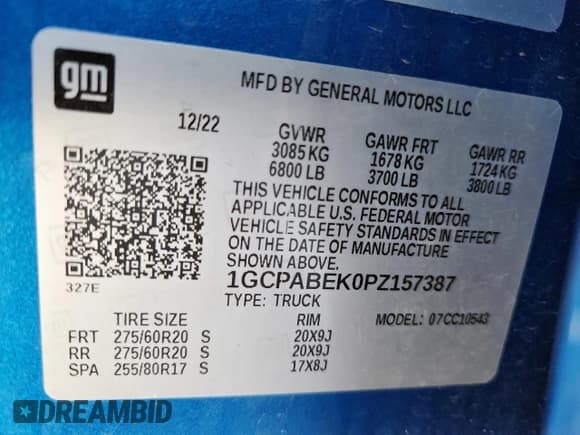 gm
MFD BY GENERAL MOTORS LLC
12/22
GVWR GAWR FRT GAWR RR
3085 KG 1678 KG 1724 KG
6800 LB 3700 LB 3800 LB
THIS VEHICLE CONFORMS TO ALL
APPLICABLE U.S. FEDERAL MOTOR
VEHICLE SAFETY STANDARDS IN EFFECT
ON THE DATE OF MANUFACTURE
SHOWN ABOVE.
327E
1GCPABEK0PZ157387
TYPE: TRUCK MODEL: 07CC10543
TIRE SIZE RIM
FRT 275/60R20 S 20X9J
RR 275/60R20 S 20X9J
SPA 255/80R17 S 17X8J
DREAMBID